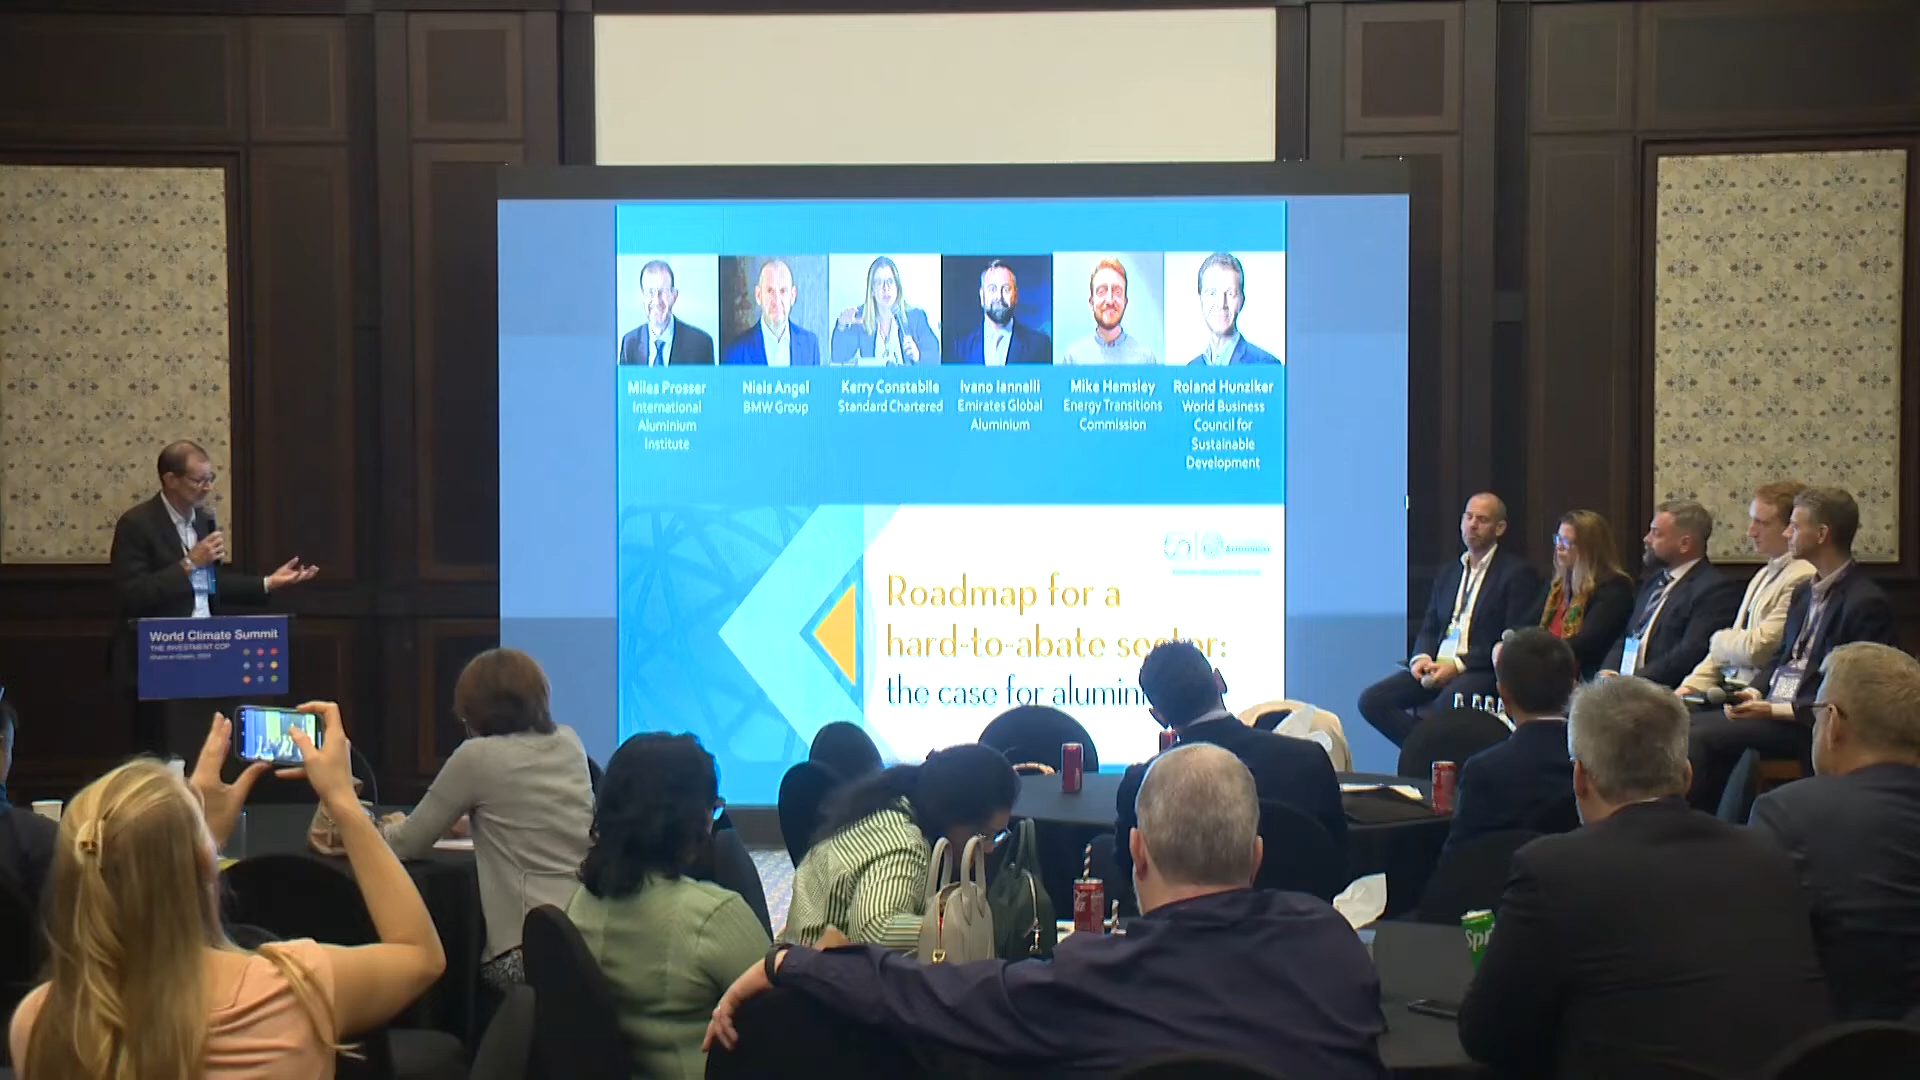 Miles Prosser
International
Aluminium
Institute
Niels Angel
BMW Group
Kerry Constabile
Standard Chartered
Ivano Iannelli
Emirates Global
Aluminium
Mike Hemsley
Energy Transitions
Commission
Roland Hunziker
World Business
Council for
Sustainable
Development
Roadmap for a
hard-to-abate sector:
the case for alumin
World Climate Summit
THE INVESTMENT COP
Spr